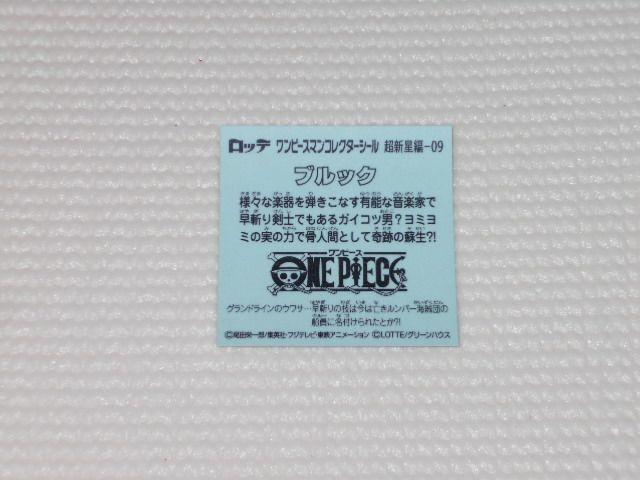 ロッテ ワンピースマンコレクターシール 超新星編-09
ブルック
様々な楽器を弾きこなす有能な音楽家で
早斬り剣士でもあるガイコツ男?ヨミヨ
ミの実の力で骨人間として奇跡の蘇生?!
ワンピース
ONE PIECE
グランドラインのウワサ…早斬りの技は今は亡きルンバー海賊団の
船員に名付けられたとか?!
©尾田栄一郎/集英社・フジテレビ・東映アニメーション ©LOTTE/グリーンハウス